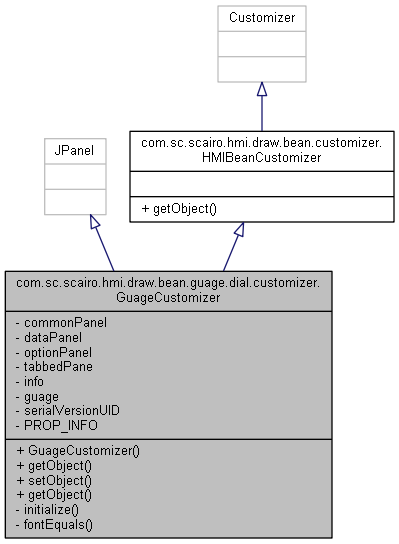 Customizer
com.sc.scairo.hmi.draw.bean.customizer.
HMIBeanCustomizer
+ getObject()
JPanel
com.sc.scairo.hmi.draw.bean.guage.dial.customizer.
GuageCustomizer
- commonPanel
- dataPanel
- optionPanel
- tabbedPane
- info
- guage
- serialVersionUID
- PROP_INFO
+ GuageCustomizer()
+ getObject()
+ setObject()
+ getObject()
- initialize()
- fontEquals()